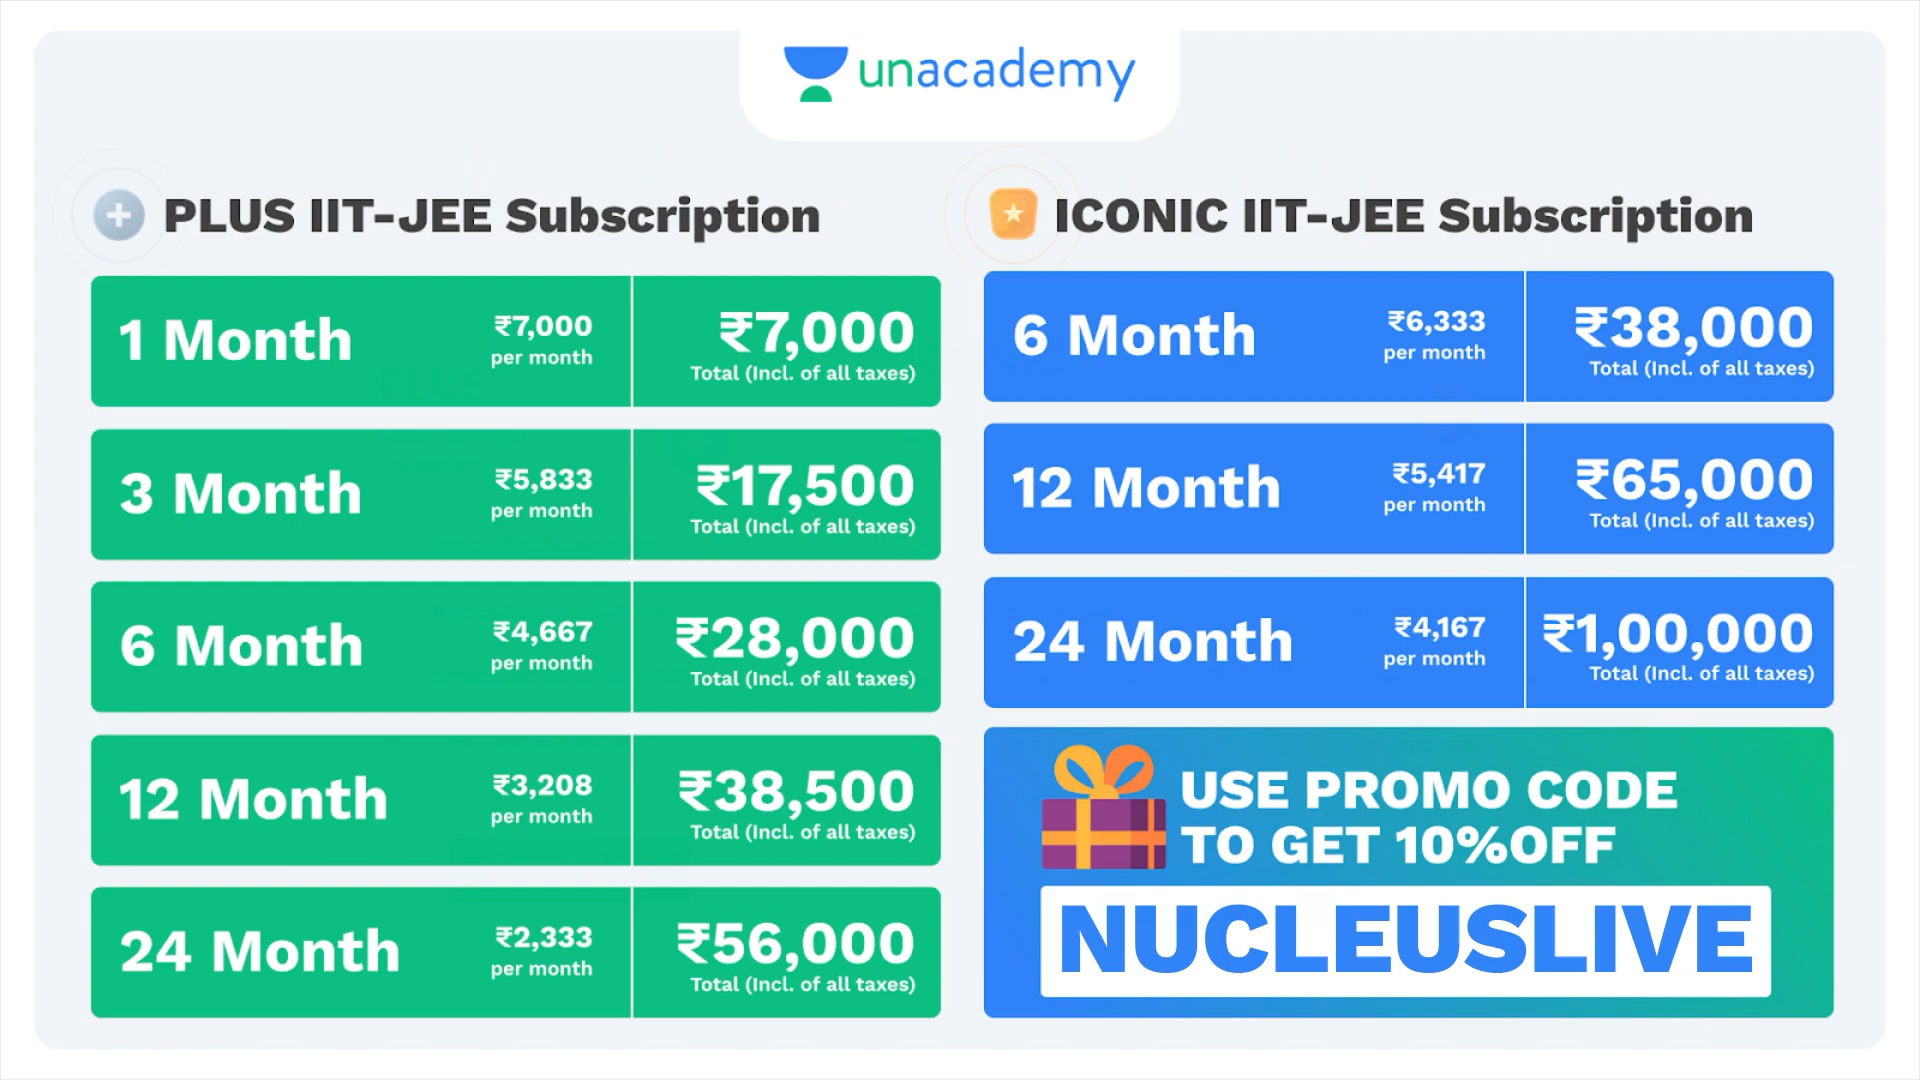 unacademy
PLUS IIT-JEE Subscription
1 Month
₹7,000
per month
₹7,000
Total (Incl. of all taxes)
3 Month
₹5,833
per month
₹17,500
Total (Incl. of all taxes)
6 Month
₹4,667
per month
₹28,000
Total (Incl. of all taxes)
12 Month
₹3,208
per month
₹38,500
Total (Incl. of all taxes)
24 Month
₹2,333
per month
₹56,000
Total (Incl. of all taxes)
ICONIC IIT-JEE Subscription
6 Month
₹6,333
per month
₹38,000
Total (Incl. of all taxes)
12 Month
₹5,417
per month
₹65,000
Total (Incl. of all taxes)
24 Month
₹4,167
per month
₹1,00,000
Total (Incl. of all taxes)
USE PROMO CODE
TO GET 10%OFF
NUCLEUSLIVE